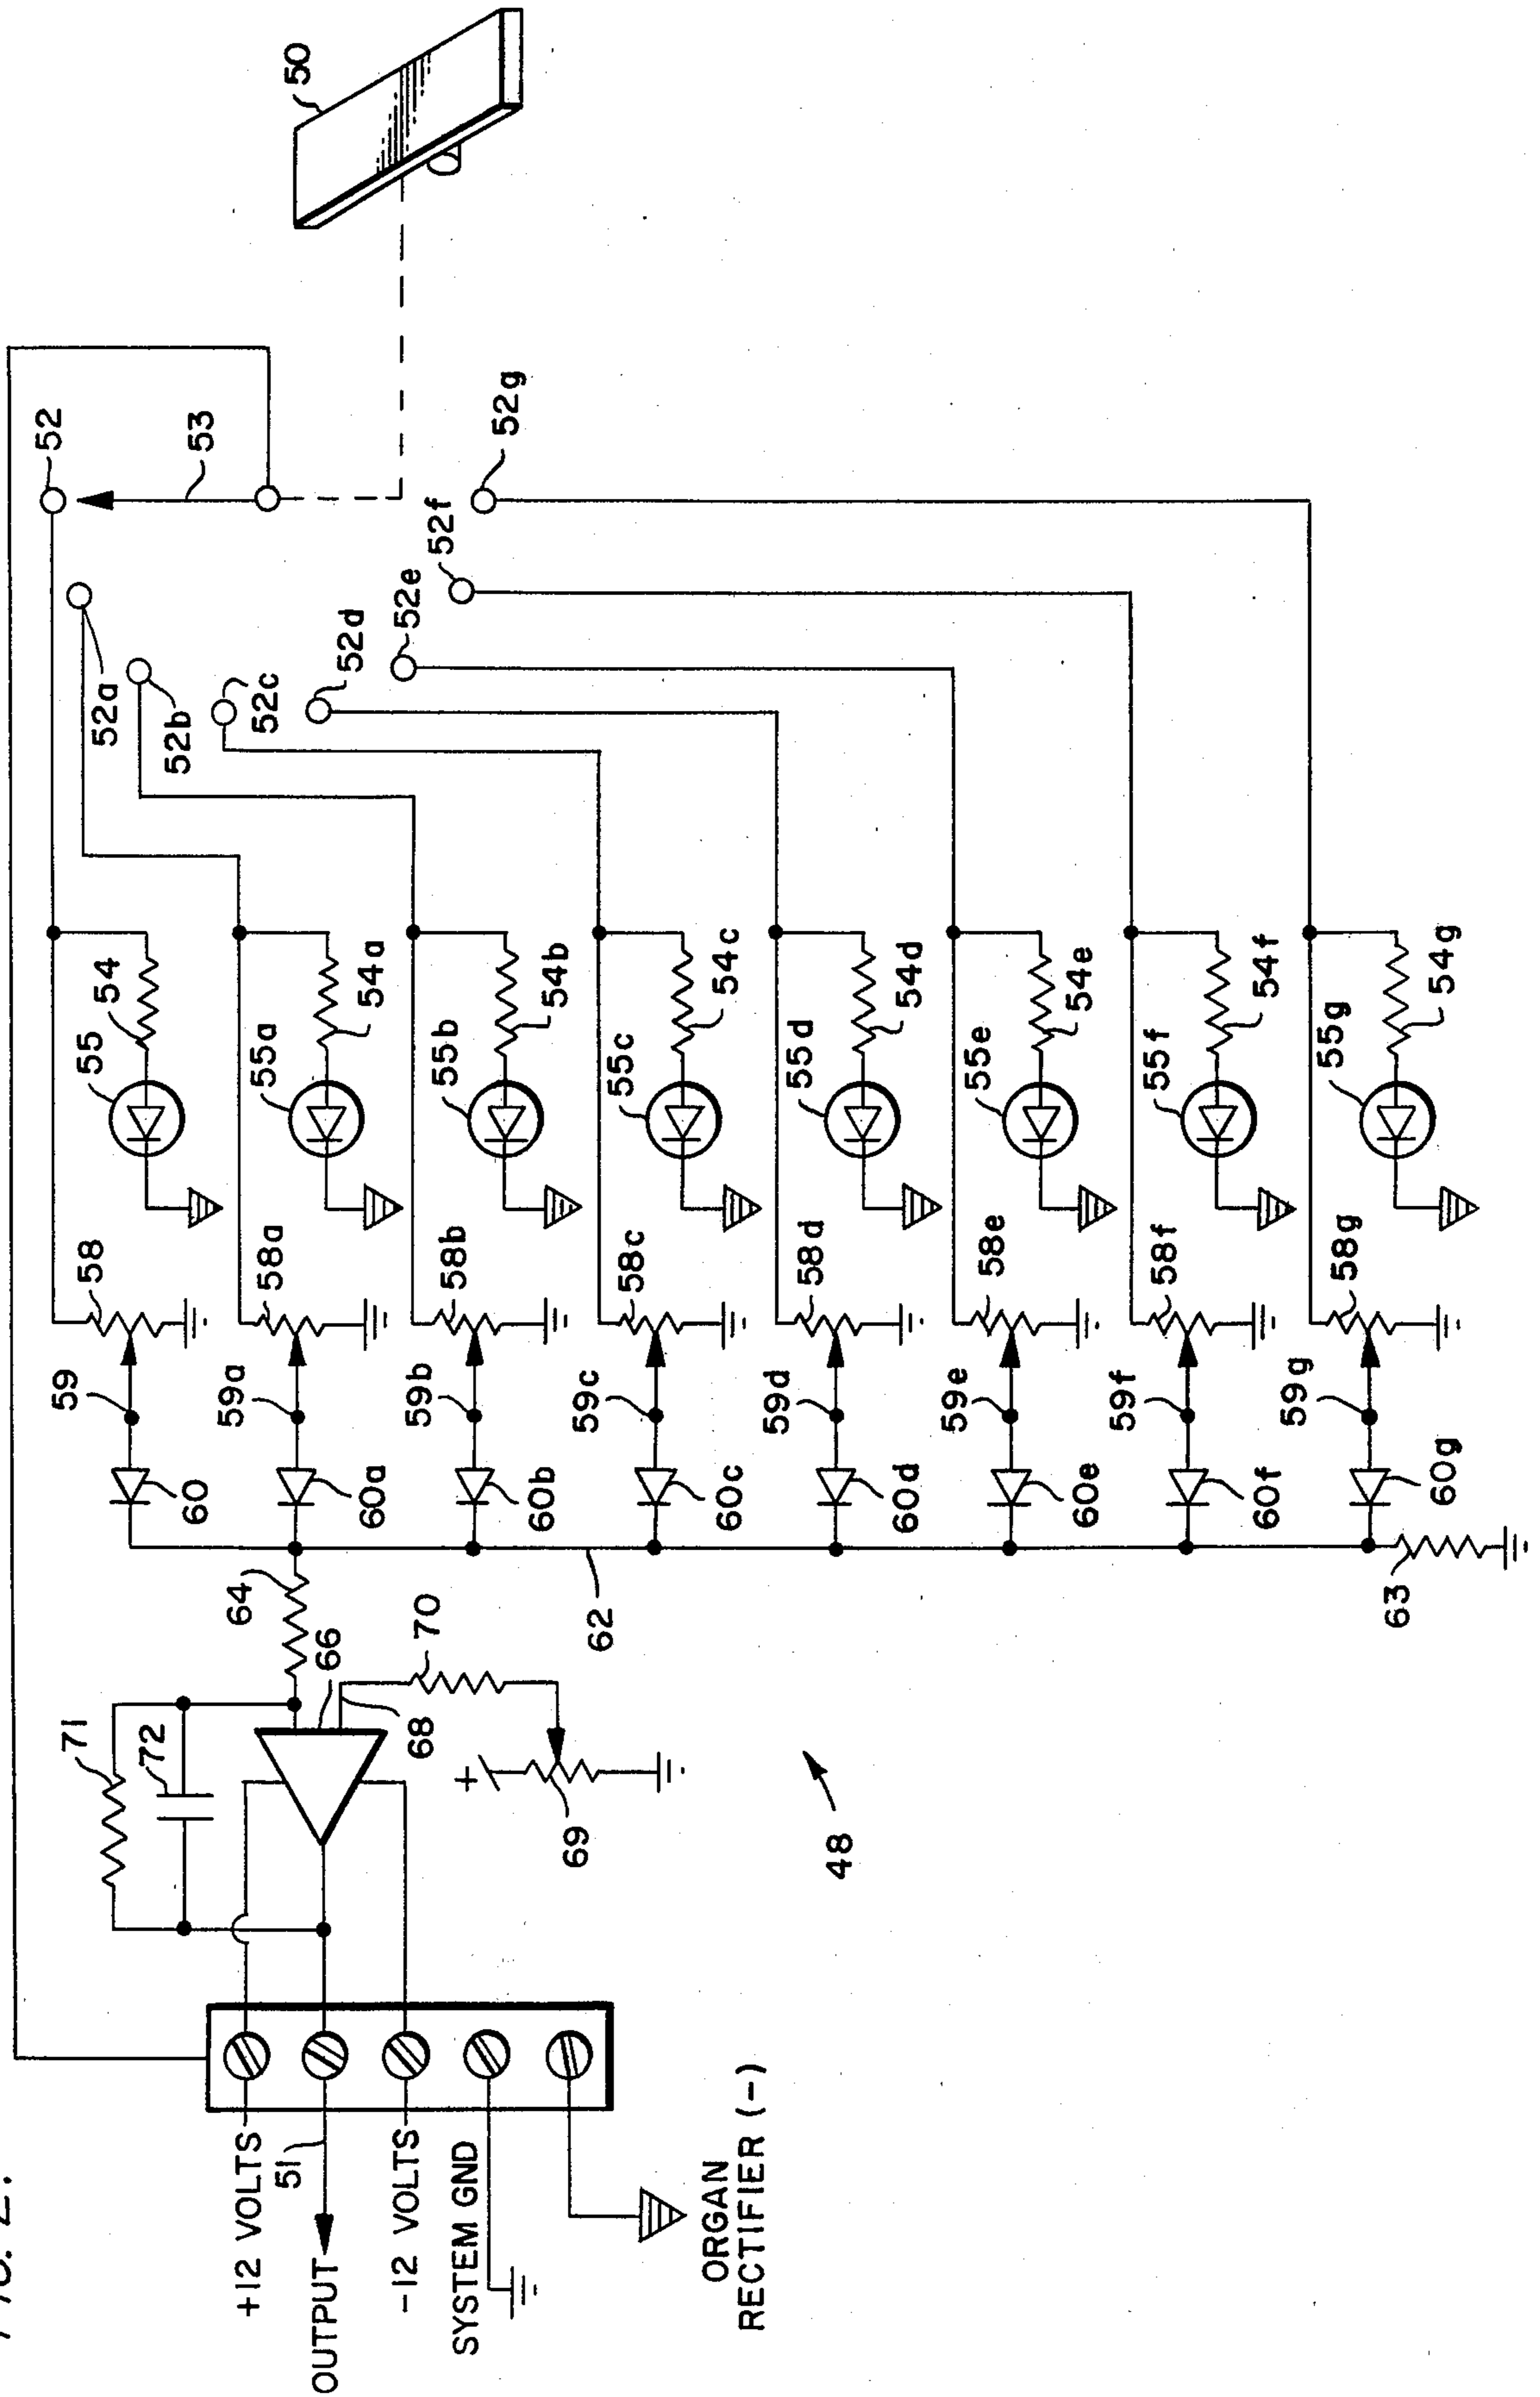 FIG. 2.
50
52
53
52a
52b
52c
52d
52e
52f
52g
55
54
55a
54a
55b
54b
55c
54c
55d
54d
55e
54e
55f
54f
55g
54g
58
58a
58b
58c
58d
58e
58f
58g
59
59a
59b
59c
59d
59e
59f
59g
60
60a
60b
60c
60d
60e
60f
60g
62
63
64
66
68
70
69
71
72
48
+
+12 VOLTS
51
OUTPUT
-12 VOLTS
SYSTEM GND
ORGAN
RECTIFIER (-)